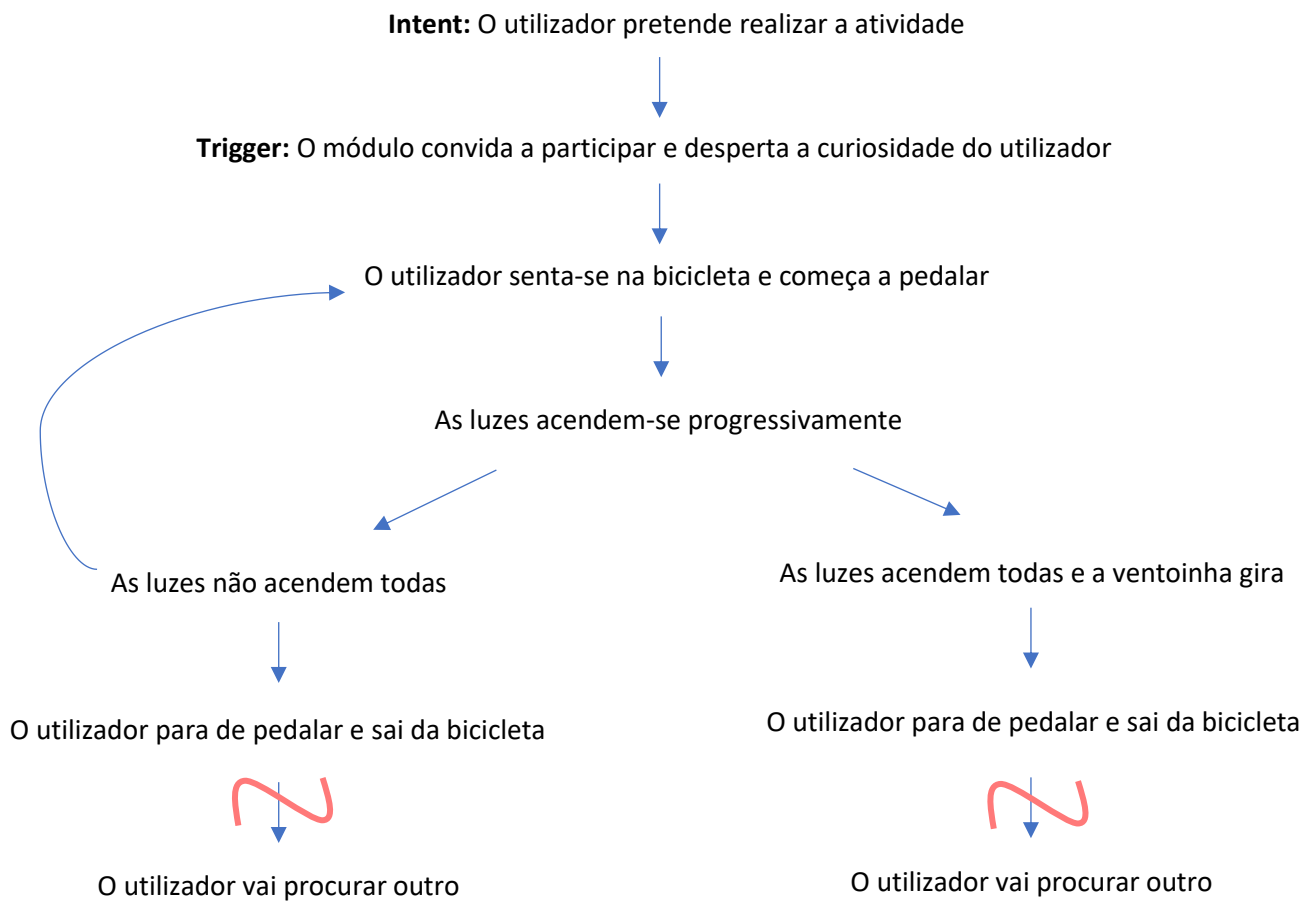 Intent: O utilizador pretende realizar a atividade
Trigger: O módulo convida a participar e desperta a curiosidade do utilizador
O utilizador senta-se na bicicleta e começa a pedalar
As luzes acendem-se progressivamente
As luzes não acendem todas
As luzes acendem todas e a ventoinha gira
O utilizador para de pedalar e sai da bicicleta
O utilizador para de pedalar e sai da bicicleta
O utilizador vai procurar outro
O utilizador vai procurar outro